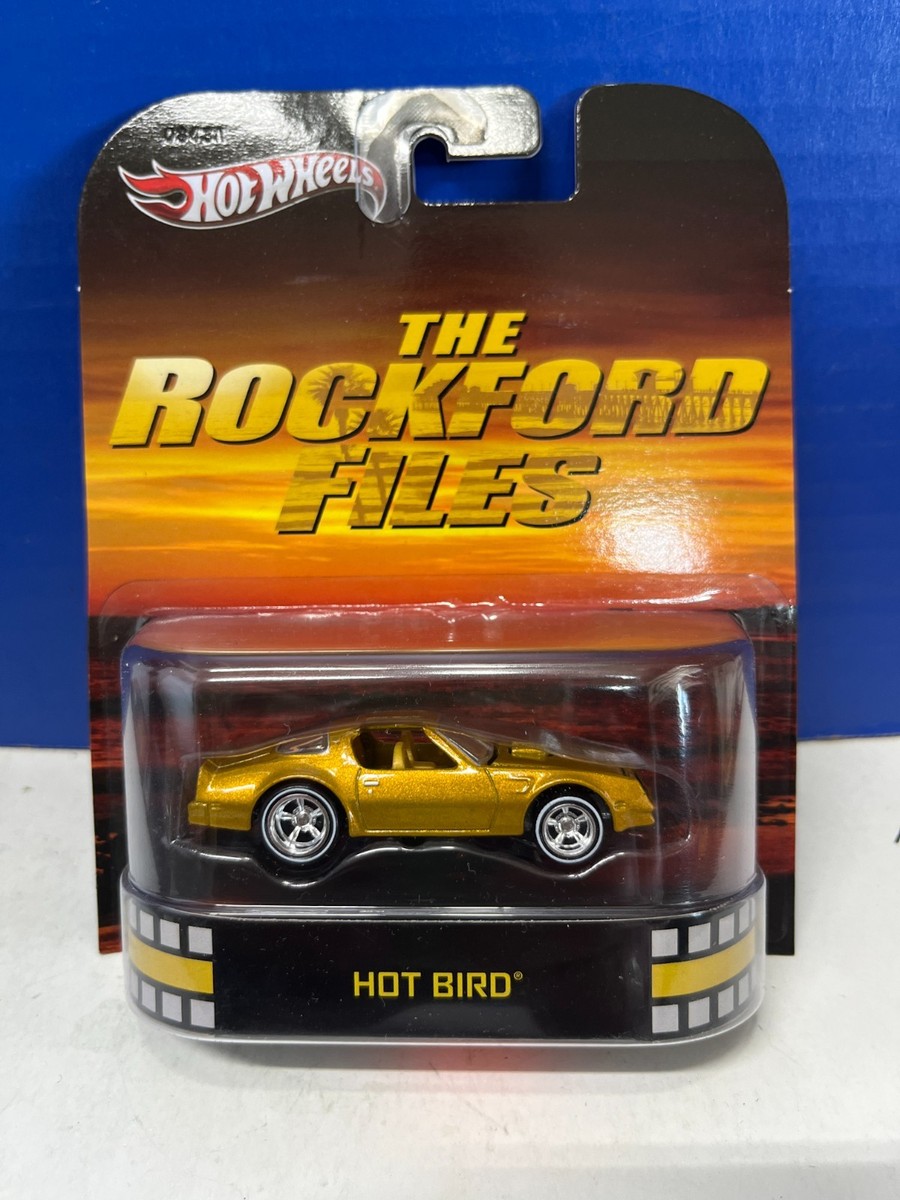 HOT WHEELS
THE
ROCKFORD
FILES
HOT BIRD®